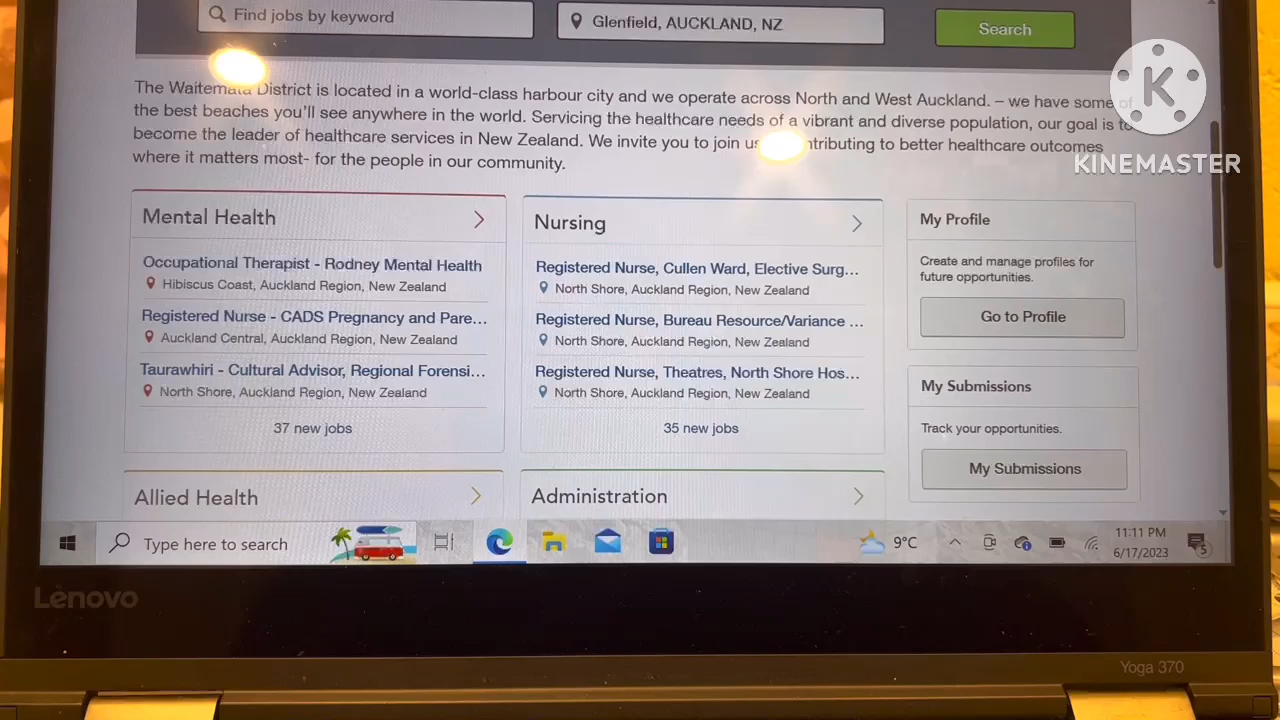 Find jobs by keyword
Glenfield, AUCKLAND, NZ
Search
The Waitemata District is located in a world-class harbour city and we operate across North and West Auckland. – we have some of
the best beaches you'll see anywhere in the world. Servicing the healthcare needs of a vibrant and diverse population, our goal is to
become the leader of healthcare services in New Zealand. We invite you to join us contributing to better healthcare outcomes
where it matters most- for the people in our community.
K
KINEMASTER
Mental Health
Occupational Therapist - Rodney Mental Health
Hibiscus Coast, Auckland Region, New Zealand
Registered Nurse - CADS Pregnancy and Pare...
Auckland Central, Auckland Region, New Zealand
Taurawhiri - Cultural Advisor, Regional Forensi...
North Shore, Auckland Region, New Zealand
37 new jobs
Nursing
Registered Nurse, Cullen Ward, Elective Surg...
North Shore, Auckland Region, New Zealand
Registered Nurse, Bureau Resource/Variance ...
North Shore, Auckland Region, New Zealand
Registered Nurse, Theatres, North Shore Hos...
North Shore, Auckland Region, New Zealand
35 new jobs
My Profile
Create and manage profiles for
future opportunities.
Go to Profile
My Submissions
Track your opportunities.
My Submissions
Allied Health
Administration
Type here to search
9°C
11:11 PM
6/17/2023
5
Lenovo
Yoga 370